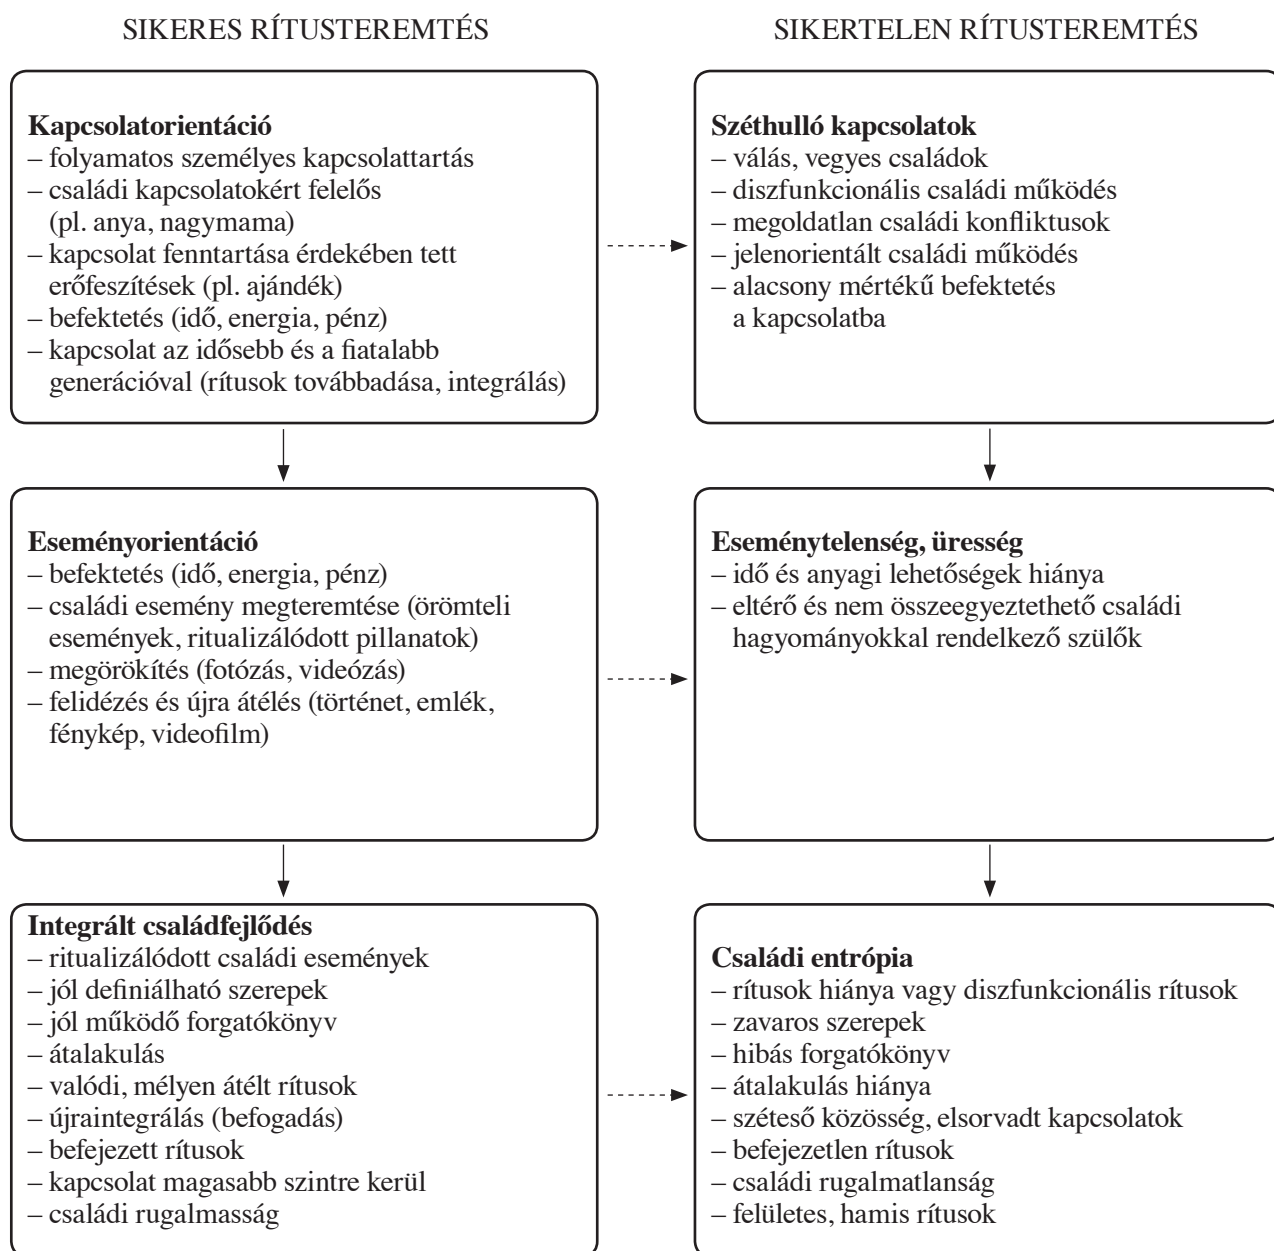 SIKERES RÍTUSTEREMTÉS
Kapcsolatorientáció
– folyamatos személyes kapcsolattartás
– családi kapcsolatokért felelős
(pl. anya, nagymama)
– kapcsolat fenntartása érdekében tett
erőfeszítések (pl. ajándék)
– befektetés (idő, energia, pénz)
– kapcsolat az idősebb és a fiatalabb
generációval (rítusok továbbadása, integrálás)
Eseményorientáció
– befektetés (idő, energia, pénz)
– családi esemény megteremtése (örömteli
események, ritualizálódott pillanatok)
– megörökítés (fotózás, videózás)
– felidézés és újra átélés (történet, emlék,
fénykép, videofilm)
Integrált családfejlődés
– ritualizálódott családi események
– jól definiálható szerepek
– jól működő forgatókönyv
– átalakulás
– valódi, mélyen átélt rítusok
– újraintegrálás (befogadás)
– befejezett rítusok
– kapcsolat magasabb szintre kerül
– családi rugalmasság
SIKERTELEN RÍTUSTEREMTÉS
Széthulló kapcsolatok
– válás, vegyes családok
– diszfunkcionális családi működés
– megoldatlan családi konfliktusok
– jelenorientált családi működés
– alacsony mértékű befektetés
a kapcsolatba
Eseménytelenség, üresség
– idő és anyagi lehetőségek hiánya
– eltérő és nem összeegyeztethető családi
hagyományokkal rendelkező szülők
Családi entrópia
– rítusok hiánya vagy diszfunkcionális rítusok
– zavaros szerepek
– hibás forgatókönyv
– átalakulás hiánya
– széteső közösség, elsorvadt kapcsolatok
– befejezetlen rítusok
– családi rugalmatlanság
– felületes, hamis rítusok